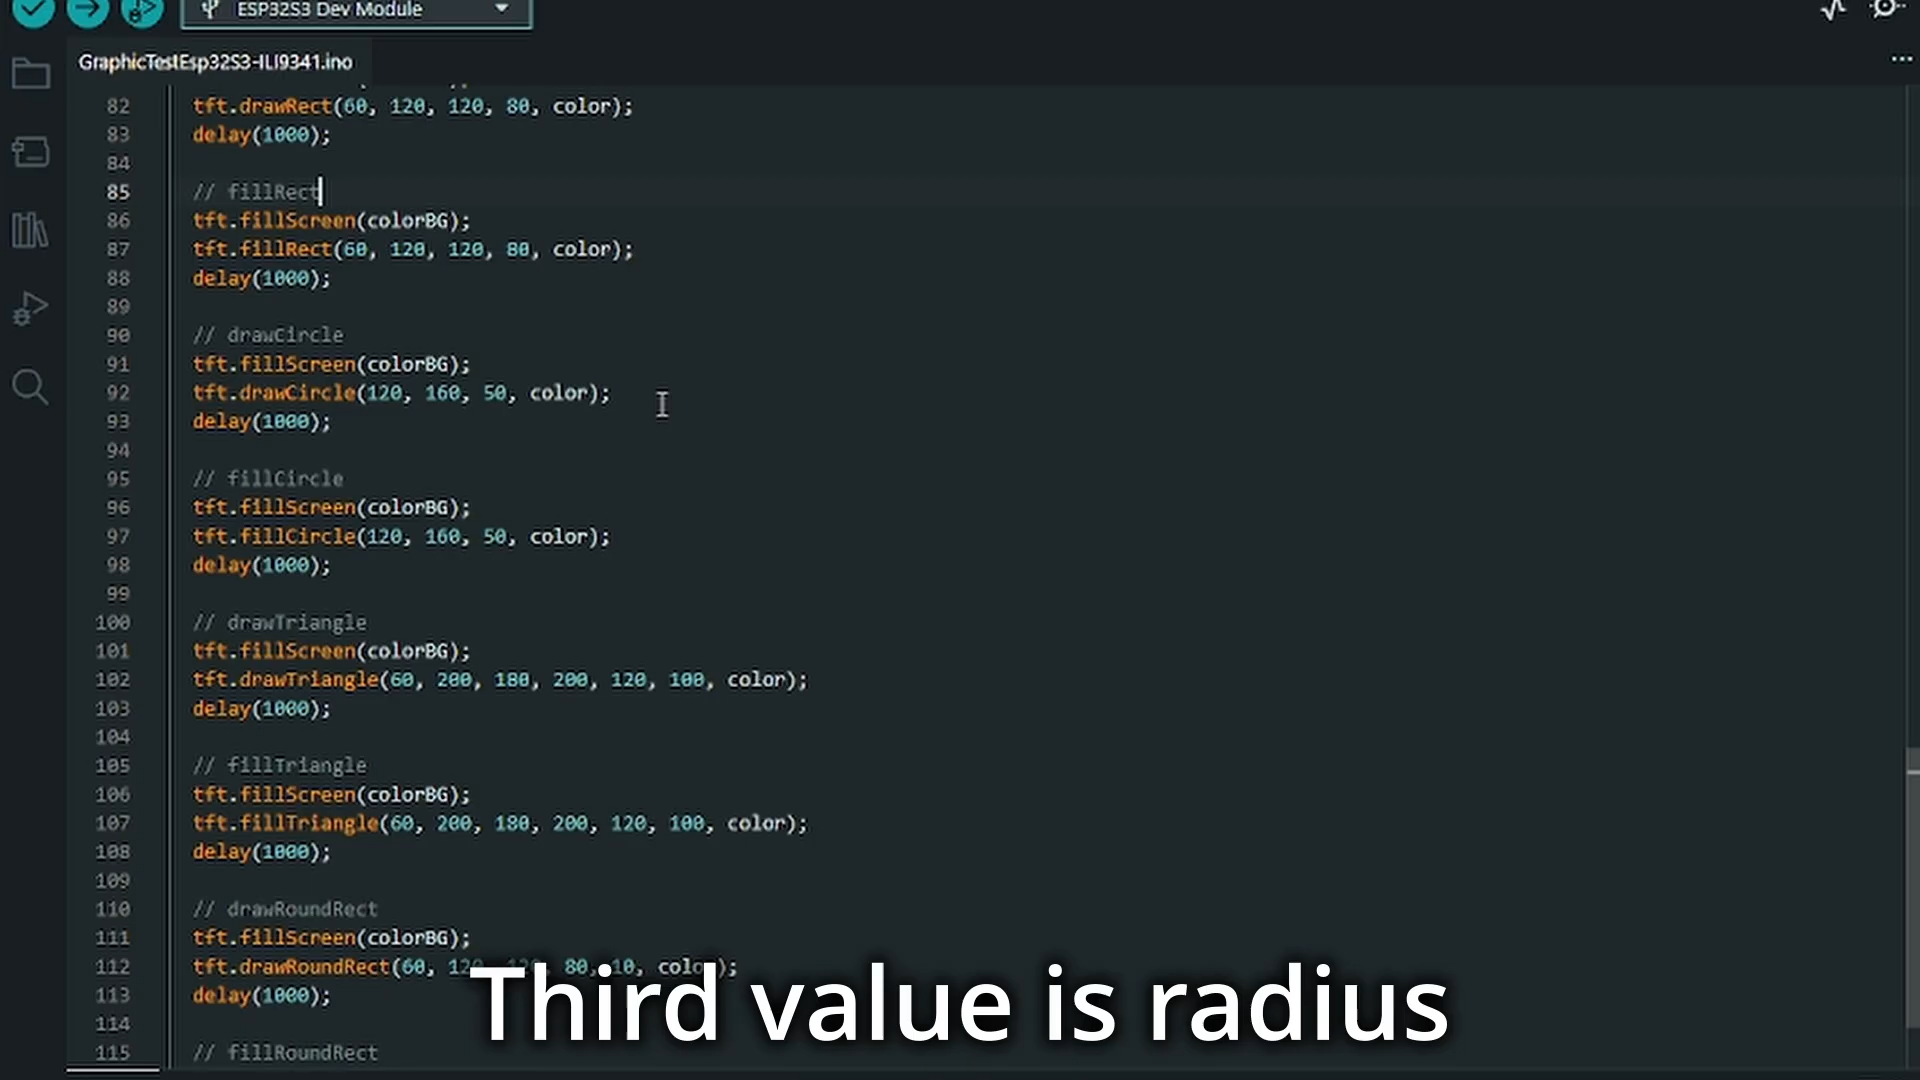 ESP32S3 Dev Module
GraphicTestEsp32S3-ILI9341.ino
82 tft.drawRect(60, 120, 120, 80, color);
83 delay(1000);
84
85 // fillRect
86 tft.fillScreen(colorBG);
87 tft.fillRect(60, 120, 120, 80, color);
88 delay(1000);
89
90 // drawCircle
91 tft.fillScreen(colorBG);
92 tft.drawCircle(120, 160, 50, color);
93 delay(1000);
94
95 // fillCircle
96 tft.fillScreen(colorBG);
97 tft.fillCircle(120, 160, 50, color);
98 delay(1000);
99
100 // drawTriangle
101 tft.fillScreen(colorBG);
102 tft.drawTriangle(60, 200, 180, 200, 120, 100, color);
103 delay(1000);
104
105 // fillTriangle
106 tft.fillScreen(colorBG);
107 tft.fillTriangle(60, 200, 180, 200, 120, 100, color);
108 delay(1000);
109
110 // drawRoundRect
111 tft.fillScreen(colorBG);
112 tft.drawRoundRect(60, 120, 120, 80, 10, color);
113 delay(1000);
114
115 // fillRoundRect
Third value is radius